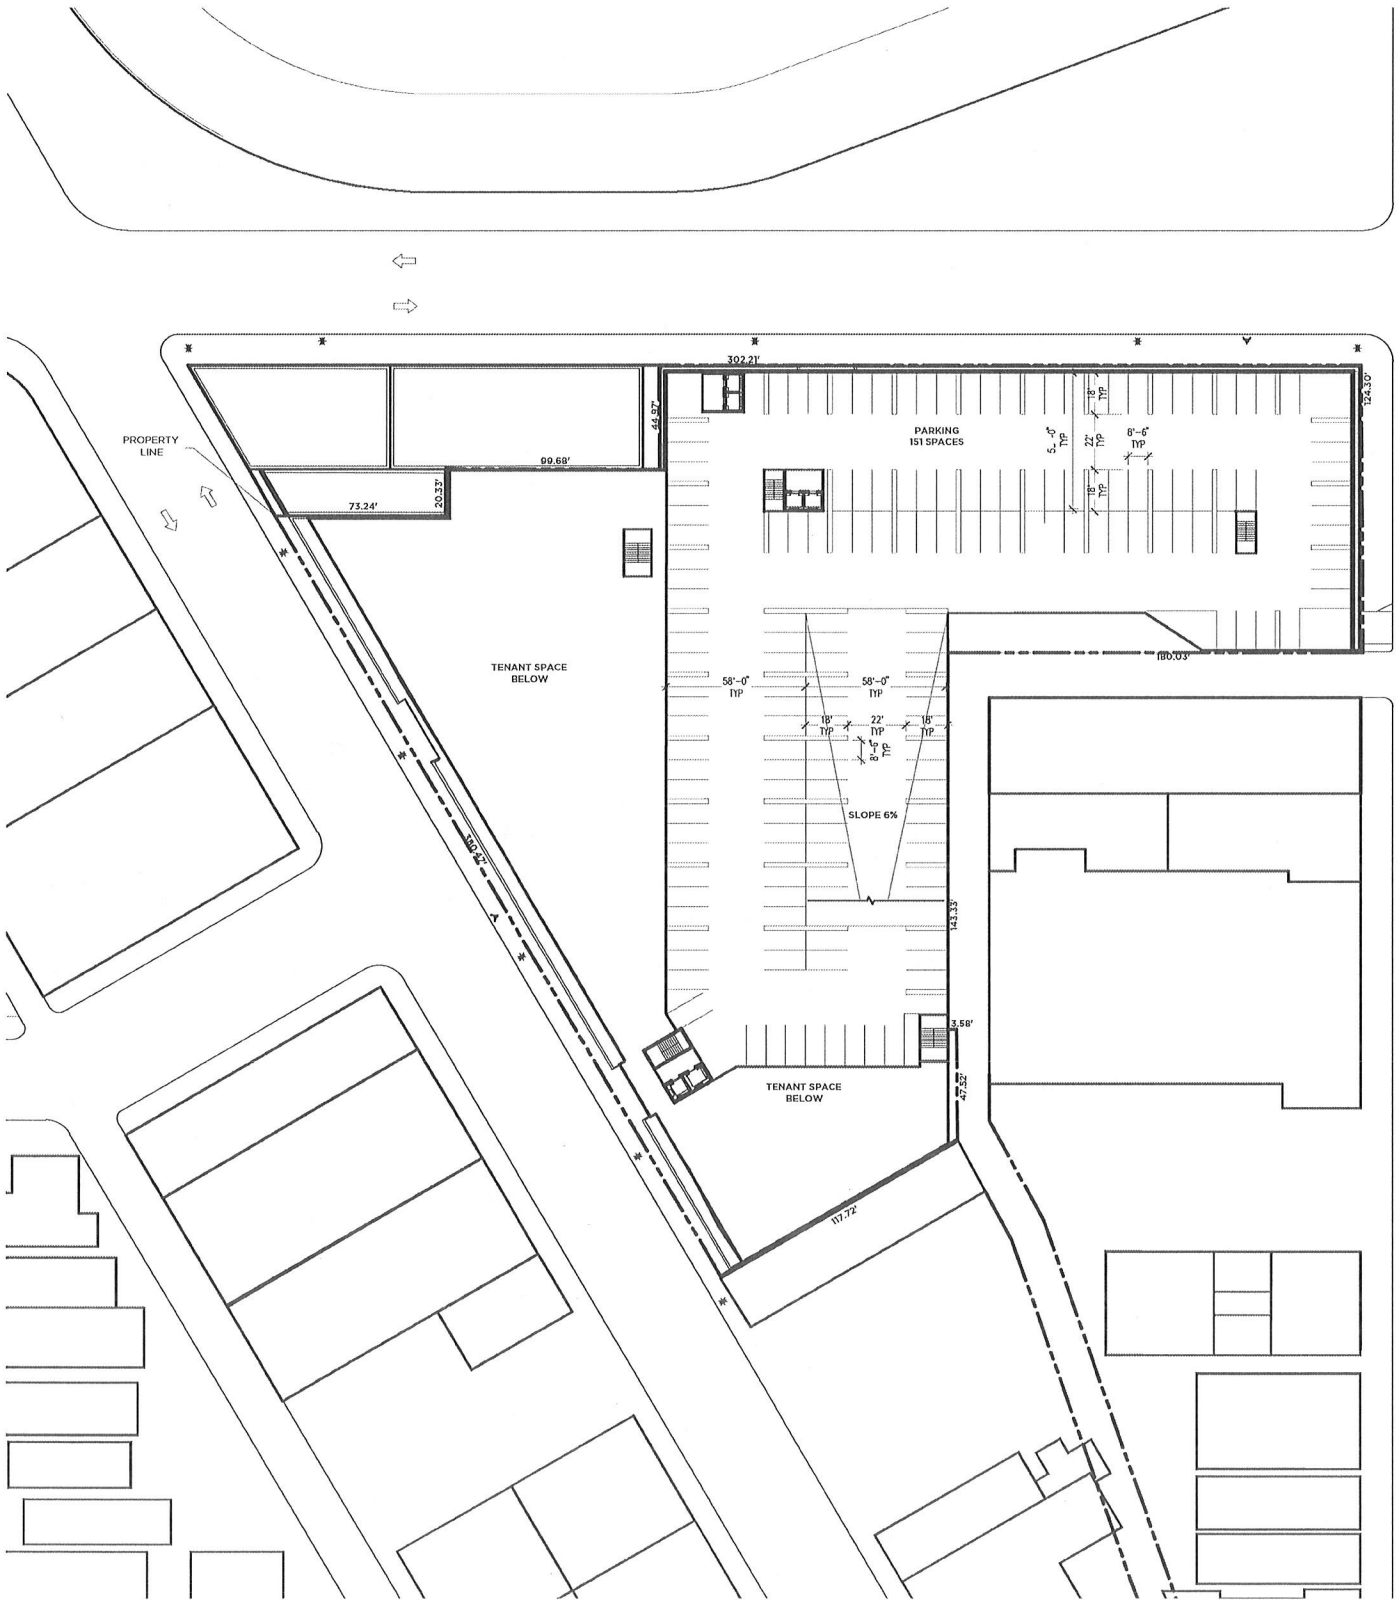 302.21'
124.30'
44.97'
PARKING
151 SPACES
18'
TYP
5_ -0"
TYP
22'
TYP
8'-6"
TYP
18'
TYP
PROPERTY
LINE
99.68'
20.33'
73.24'
TENANT SPACE
BELOW
180.03'
58'-0"
TYP
58'-0"
TYP
18'
TYP
22'
TYP
18'
TYP
8'-6"
TYP
SLOPE 6%
380.47'
143.33'
3.58'
47.52'
TENANT SPACE
BELOW
117.72'